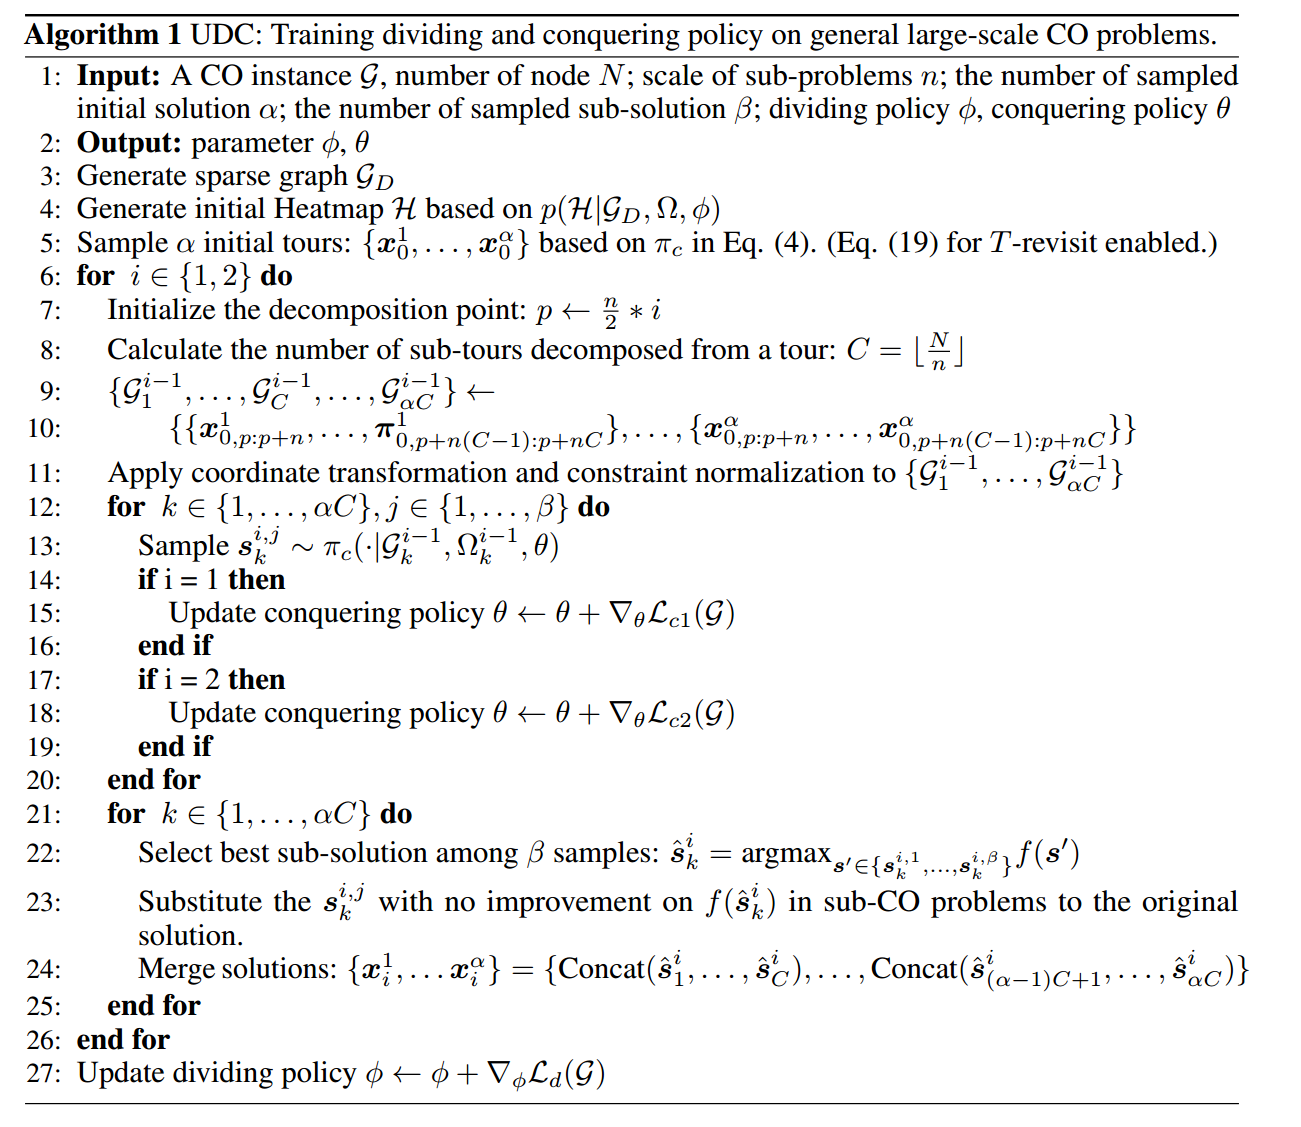 Algorithm 1 UDC: Training dividing and conquering policy on general large-scale CO problems.
1: Input: A CO instance $\mathcal{G}$, number of node $N$; scale of sub-problems $n$; the number of sampled
initial solution $\alpha$; the number of sampled sub-solution $\beta$; dividing policy $\phi$, conquering policy $\theta$
2: Output: parameter $\phi$, $\theta$
3: Generate sparse graph $\mathcal{G}_D$
4: Generate initial Heatmap $\mathcal{H}$ based on $p(\mathcal{H}|\mathcal{G}_D, \Omega, \phi)$
5: Sample $\alpha$ initial tours: $\{\boldsymbol{x}_0^1, \ldots, \boldsymbol{x}_0^\alpha\}$ based on $\pi_c$ in Eq. (4). (Eq. (19) for $T$-revisit enabled.)
6: for $i \in \{1, 2\}$ do
7: Initialize the decomposition point: $p \leftarrow \frac{n}{2} * i$
8: Calculate the number of sub-tours decomposed from a tour: $C = \lfloor \frac{N}{n} \rfloor$
9: $\{\mathcal{G}_1^{i-1}, \ldots, \mathcal{G}_C^{i-1}, \ldots, \mathcal{G}_{\alpha C}^{i-1}\} \leftarrow$
10: $\{\{\boldsymbol{x}_{0,p:p+n}^1, \ldots, \boldsymbol{\pi}_{0,p+n(C-1):p+nC}^1\}, \ldots, \{\boldsymbol{x}_{0,p:p+n}^\alpha, \ldots, \boldsymbol{x}_{0,p+n(C-1):p+nC}^\alpha\}\}$
11: Apply coordinate transformation and constraint normalization to $\{\mathcal{G}_1^{i-1}, \ldots, \mathcal{G}_{\alpha C}^{i-1}\}$
12: for $k \in \{1, \ldots, \alpha C\}, j \in \{1, \ldots, \beta\}$ do
13: Sample $\boldsymbol{s}_k^{i,j} \sim \pi_c(\cdot|\mathcal{G}_k^{i-1}, \Omega_k^{i-1}, \theta)$
14: if i = 1 then
15: Update conquering policy $\theta \leftarrow \theta + \nabla_\theta \mathcal{L}_{c1}(\mathcal{G})$
16: end if
17: if i = 2 then
18: Update conquering policy $\theta \leftarrow \theta + \nabla_\theta \mathcal{L}_{c2}(\mathcal{G})$
19: end if
20: end for
21: for $k \in \{1, \ldots, \alpha C\}$ do
22: Select best sub-solution among $\beta$ samples: $\hat{\boldsymbol{s}}_k^i = \text{argmax}_{\boldsymbol{s}' \in \{\boldsymbol{s}_k^{i,1}, \ldots, \boldsymbol{s}_k^{i,\beta}\}} f(\boldsymbol{s}')$
23: Substitute the $\boldsymbol{s}_k^{i,j}$ with no improvement on $f(\hat{\boldsymbol{s}}_k^i)$ in sub-CO problems to the original
solution.
24: Merge solutions: $\{\boldsymbol{x}_i^1, \ldots \boldsymbol{x}_i^\alpha\} = \{\text{Concat}(\hat{\boldsymbol{s}}_1^i, \ldots, \hat{\boldsymbol{s}}_C^i), \ldots, \text{Concat}(\hat{\boldsymbol{s}}_{(\alpha-1)C+1}^i, \ldots, \hat{\boldsymbol{s}}_{\alpha C}^i)\}$
25: end for
26: end for
27: Update dividing policy $\phi \leftarrow \phi + \nabla_\phi \mathcal{L}_d(\mathcal{G})$